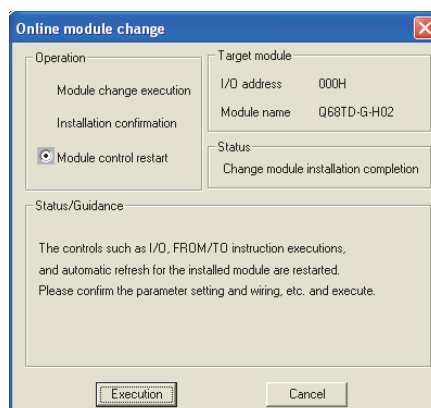 Online module change
Operation
Module change execution
Installation confirmation
Module control restart
Target module
I/O address 000H
Module name Q68TD-G-H02
Status
Change module installation completion
Status/Guidance
The controls such as I/O, FROM/TO instruction executions,
and automatic refresh for the installed module are restarted.
Please confirm the parameter setting and wiring, etc. and execute.
Execution Cancel